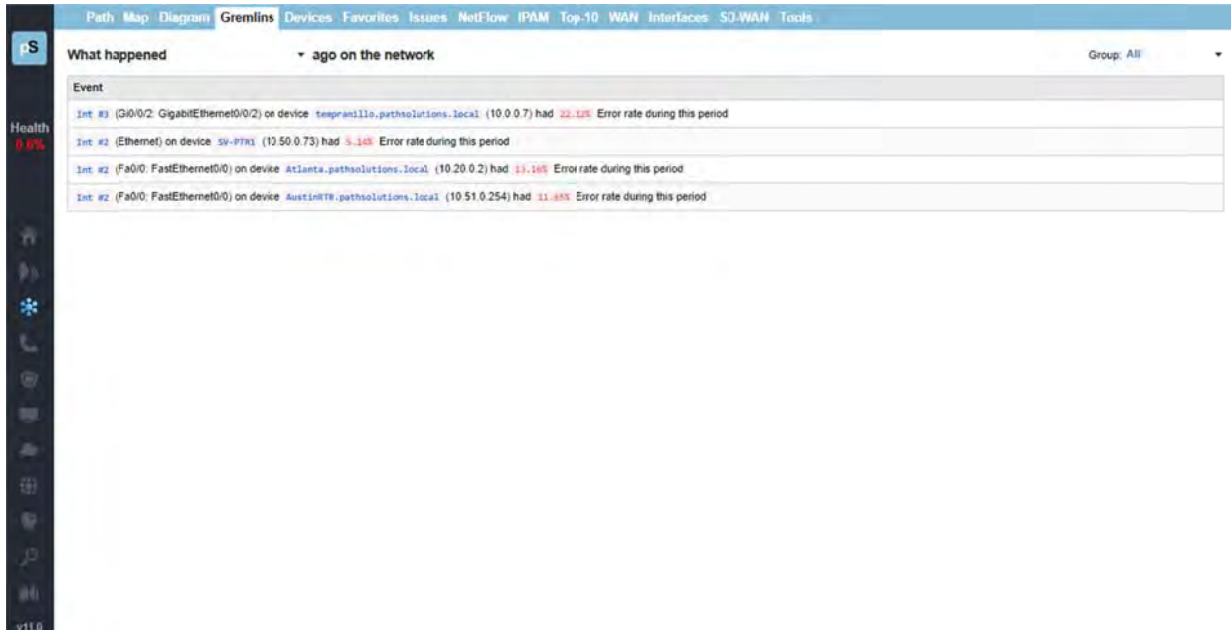 Path Map Diagram Gremlins Devices Favorites Issues NetFlow IPAM Top-10 WAN Interfaces SD-WAN Tools
pS
What happened ago on the network
Group: All
Event
Int #3 (Gi0/0/2: GigabitEthernet0/0/2) on device tempranillo.pathsolutions.local (10.0.0.7) had 22.12% Error rate during this period
Health
0.0%
Int #2 (Ethernet) on device SV-PTR1 (10.50.0.73) had 5.14% Error rate during this period
Int #2 (Fa0/0: FastEthernet0/0) on device Atlanta.pathsolutions.local (10.20.0.2) had 13.16% Error rate during this period
Int #2 (Fa0/0: FastEthernet0/0) on device AustinRTR.pathsolutions.local (10.51.0.254) had Error rate during this period
v11.0